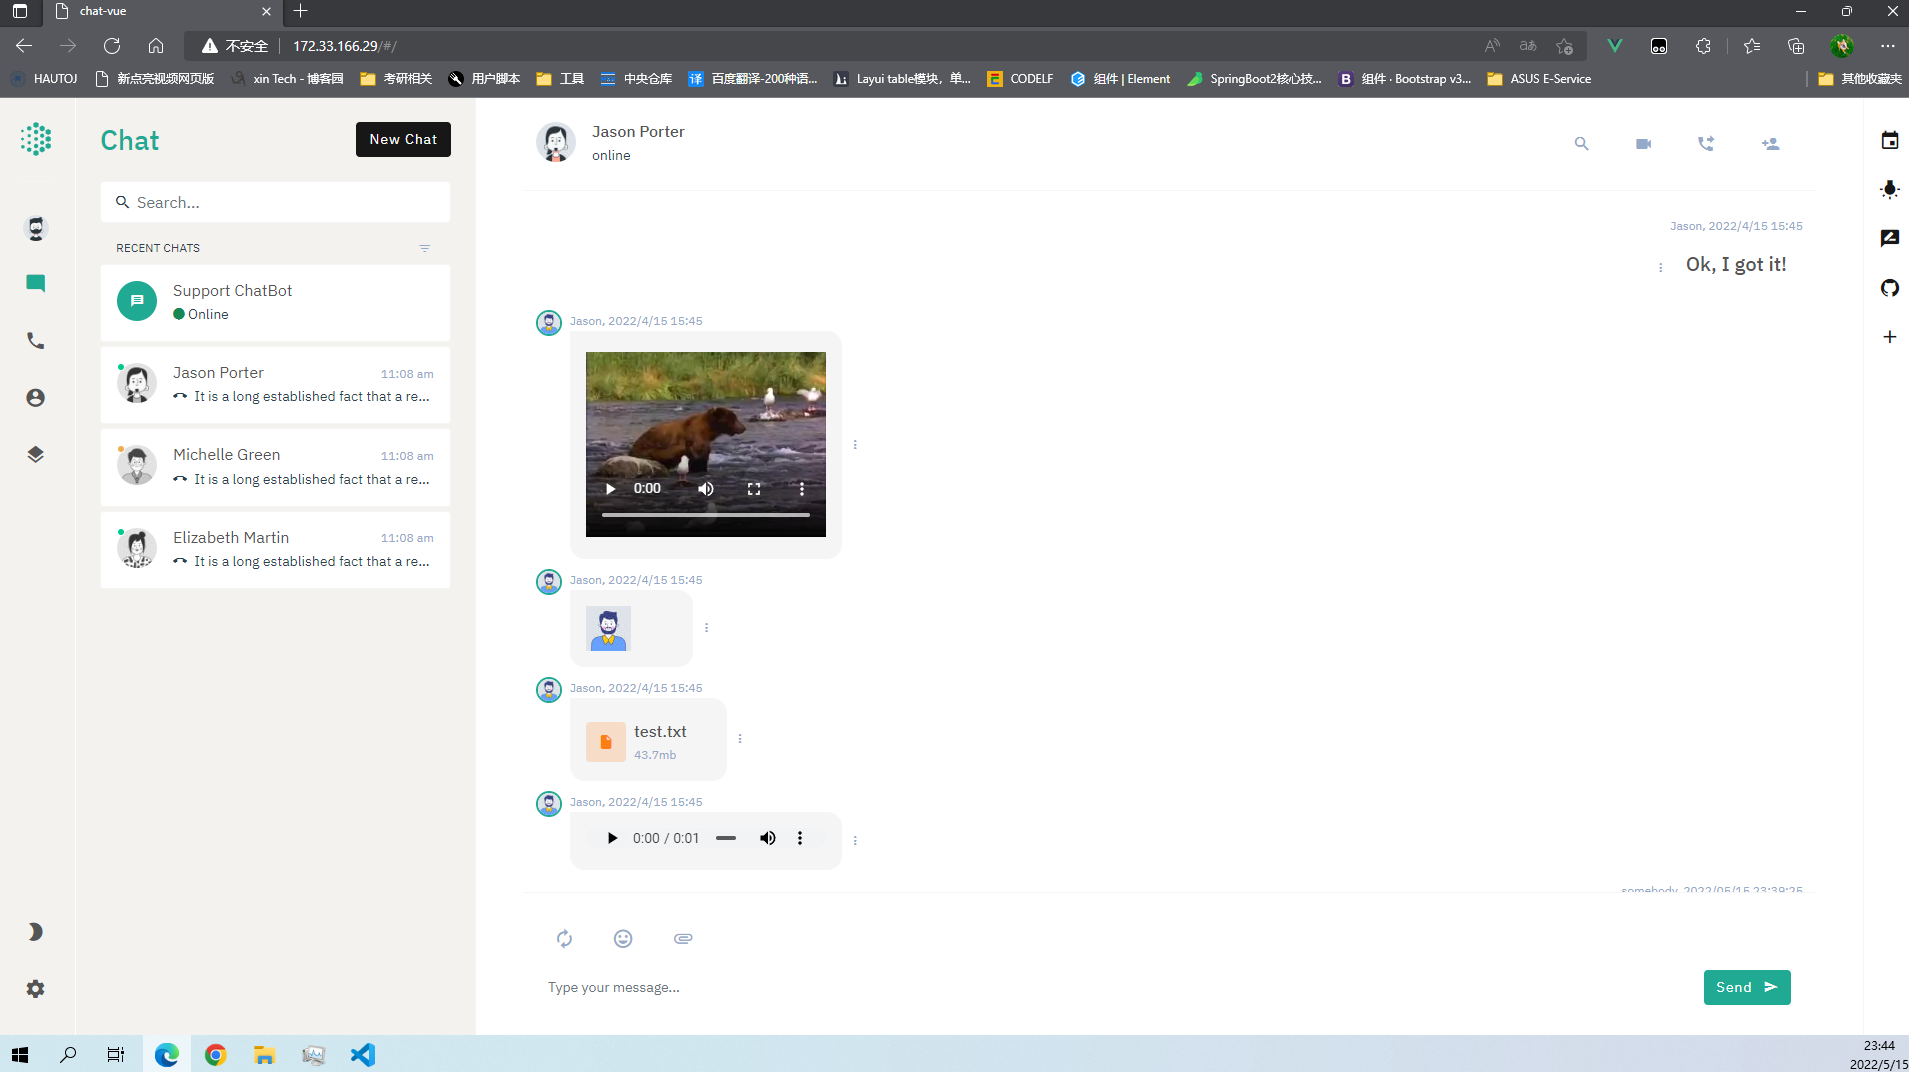 chat-vue
不安全
172.33.166.29/#/
HAUTOJ
新点亮视频网页版
xin Tech - 博客园
考研相关
用户脚本
工具
中央仓库
百度翻译-200种语...
Layui table模块，单...
CODELF
组件 | Element
SpringBoot2核心技...
组件 · Bootstrap v3...
ASUS E-Service
其他收藏夹
Chat
New Chat
Search...
RECENT CHATS
Support ChatBot
Online
Jason Porter
11:08 am
It is a long established fact that a re...
Michelle Green
11:08 am
It is a long established fact that a re...
Elizabeth Martin
11:08 am
It is a long established fact that a re...
Jason Porter
online
Jason, 2022/4/15 15:45
Ok, I got it!
Jason, 2022/4/15 15:45
0:00
Jason, 2022/4/15 15:45
Jason, 2022/4/15 15:45
test.txt
43.7mb
Jason, 2022/4/15 15:45
0:00 / 0:01
somebody, 2022/05/15 23:39:25
Type your message...
Send
23:44
2022/5/15